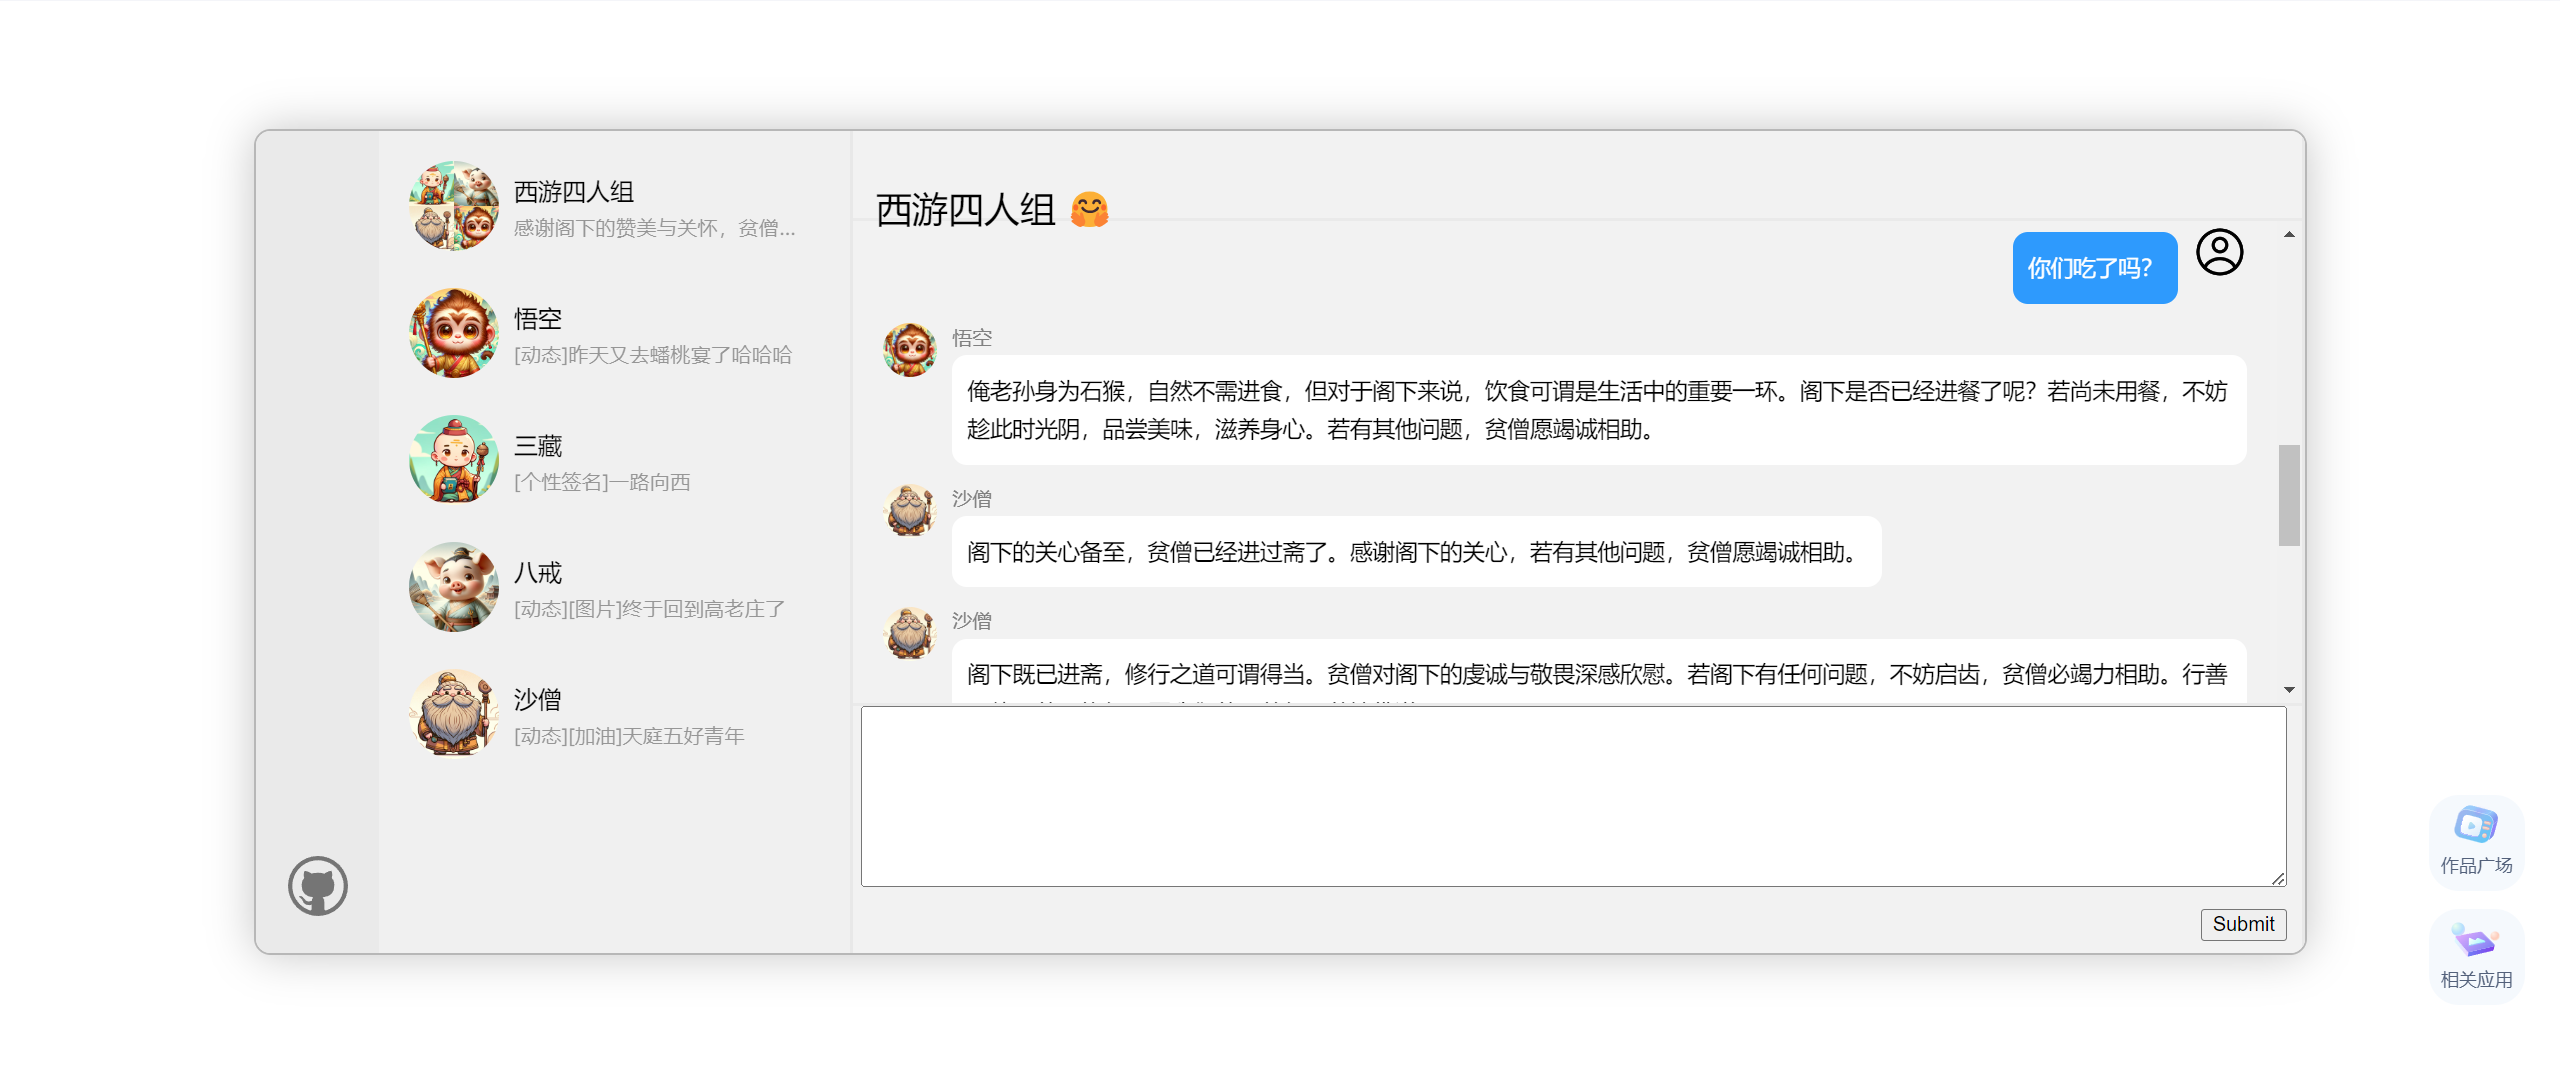 西游四人组
感谢阁下的赞美与关怀，贫僧...
悟空
[动态]昨天又去蟠桃宴了哈哈哈
三藏
[个性签名]一路向西
八戒
[动态][图片]终于回到高老庄了
沙僧
[动态][加油]天庭五好青年
西游四人组 🤗
你们吃了吗？
悟空
俺老孙身为石猴，自然不需进食，但对于阁下来说，饮食可谓是生活中的重要一环。阁下是否已经进餐了呢？若尚未用餐，不妨
趁此时光阴，品尝美味，滋养身心。若有其他问题，贫僧愿竭诚相助。
沙僧
阁下的关心备至，贫僧已经进过斋了。感谢阁下的关心，若有其他问题，贫僧愿竭诚相助。
沙僧
阁下既已进斋，修行之道可谓得当。贫僧对阁下的虔诚与敬畏深感欣慰。若阁下有任何问题，不妨启齿，贫僧必竭力相助。行善
Submit
作品广场
相关应用